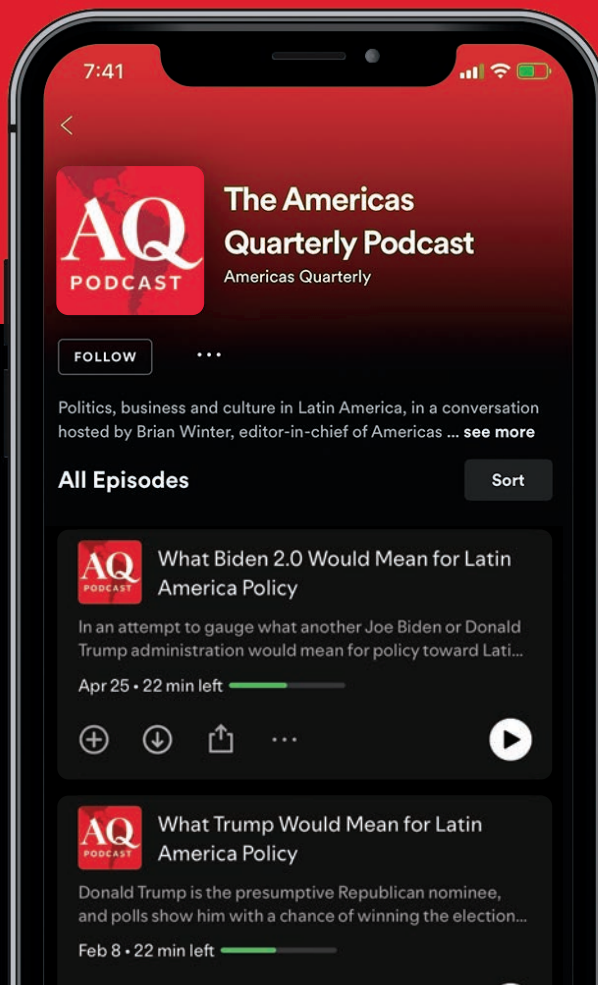 7:41
AQ
PODCAST
The Americas
Quarterly Podcast
Americas Quarterly
FOLLOW
Politics, business and culture in Latin America, in a conversation
hosted by Brian Winter, editor-in-chief of Americas ... see more
All Episodes
Sort
AQ
PODCAST
What Biden 2.0 Would Mean for Latin
America Policy
In an attempt to gauge what another Joe Biden or Donald
Trump administration would mean for policy toward Lati...
Apr 25 • 22 min left
AQ
PODCAST
What Trump Would Mean for Latin
America Policy
Donald Trump is the presumptive Republican nominee,
and polls show him with a chance of winning the election...
Feb 8 • 22 min left